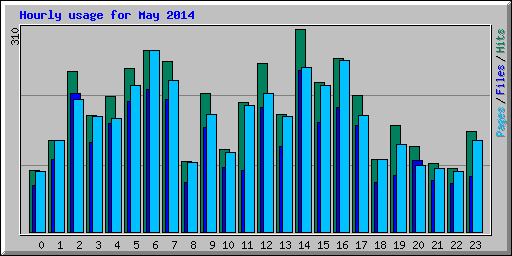 Hourly usage for May 2014
310
Pages / Files / Hits
0 1 2 3 4 5 6 7 8 9 10 11 12 13 14 15 16 17 18 19 20 21 22 23